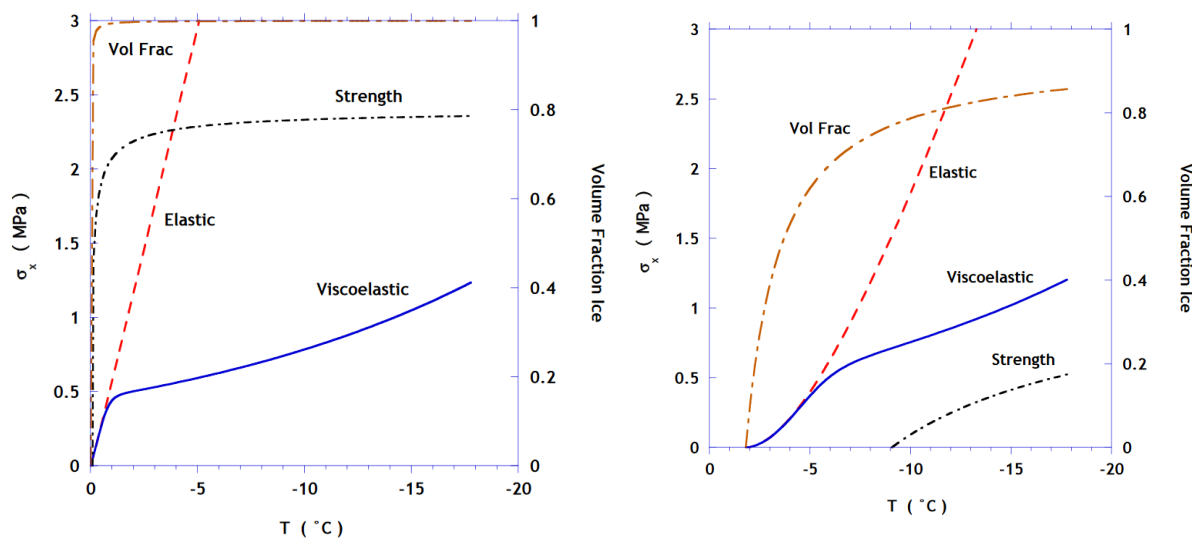 3
2.5
2
1.5
1
0.5
0
σx ( MPa )
Vol Frac
Strength
Elastic
Viscoelastic
1
0.8
0.6
0.4
0.2
0
Volume Fraction Ice
0 -5 -10 -15 -20
T ( °C )
3
2.5
2
1.5
1
0.5
0
σx ( MPa )
Vol Frac
Elastic
Viscoelastic
Strength
1
0.8
0.6
0.4
0.2
0
Volume Fraction Ice
0 -5 -10 -15 -20
T ( °C )